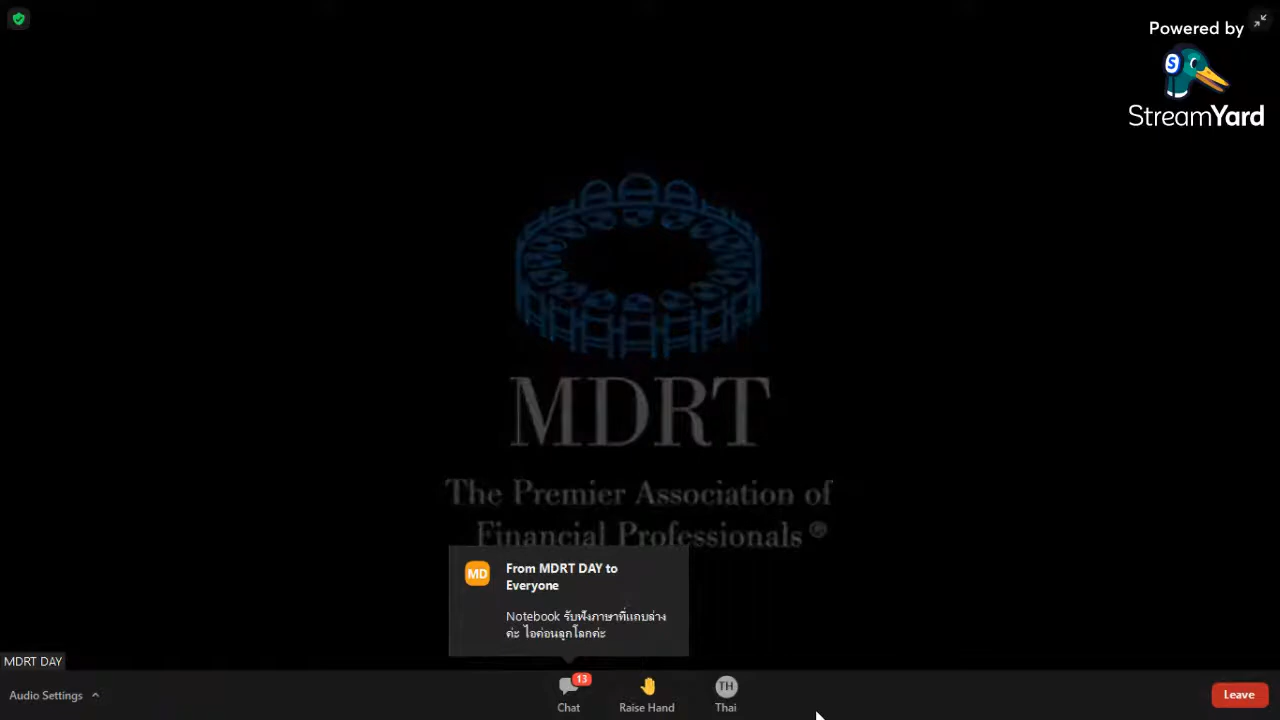 Powered by
StreamYard
MDRT
The Premier Association of
Financial Professionals®
MD
From MDRT DAY to
Everyone
Notebook รับฟังภาษาที่แถบล่าง
ค่ะ ไอค่อนลูกโลกค่ะ
MDRT DAY
Audio Settings
13
Chat
Raise Hand
TH
Thai
Leave